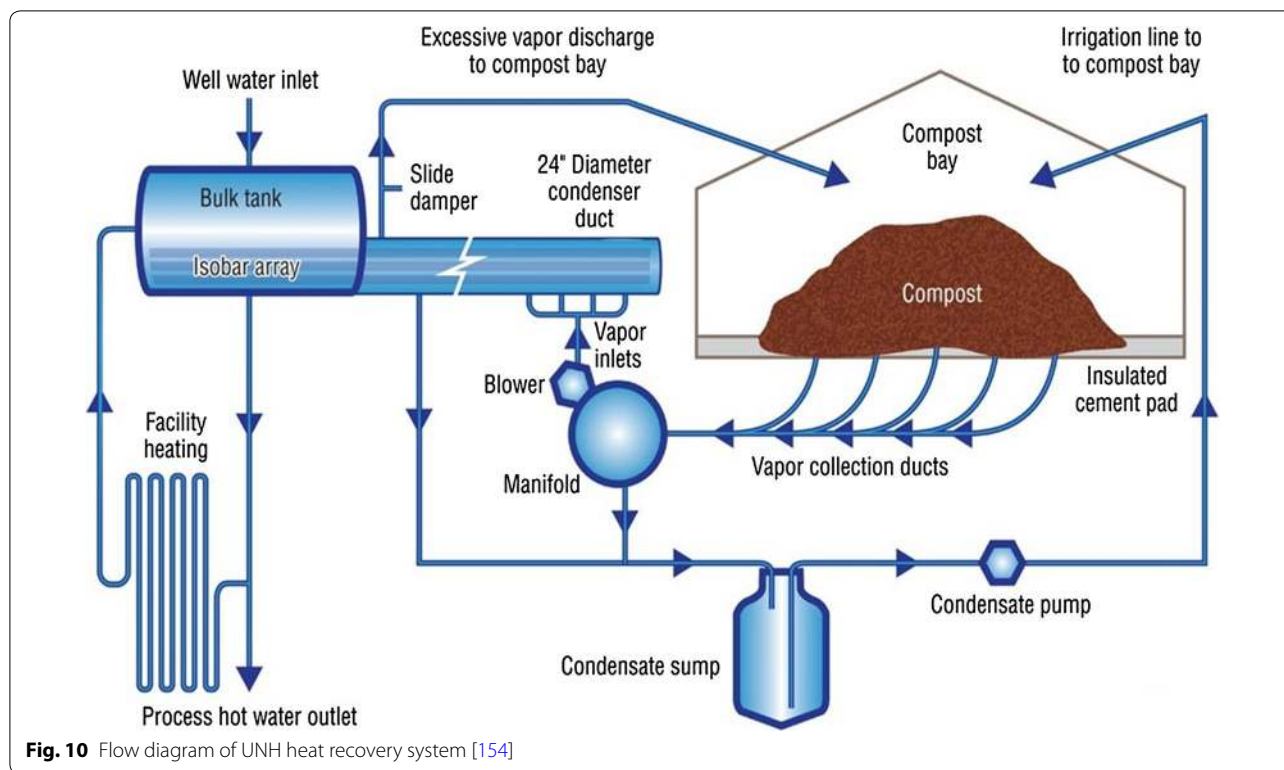 Excessive vapor discharge
to compost bay
Irrigation line to
to compost bay
Well water inlet
Compost
bay
24" Diameter
condenser
duct
Slide
damper
Bulk tank
Isobar array
Compost
Vapor
inlets
Blower
Insulated
cement pad
Facility
heating
Vapor collection ducts
Manifold
Condensate pump
Condensate sump
Process hot water outlet
Fig. 10 Flow diagram of UNH heat recovery system [154]